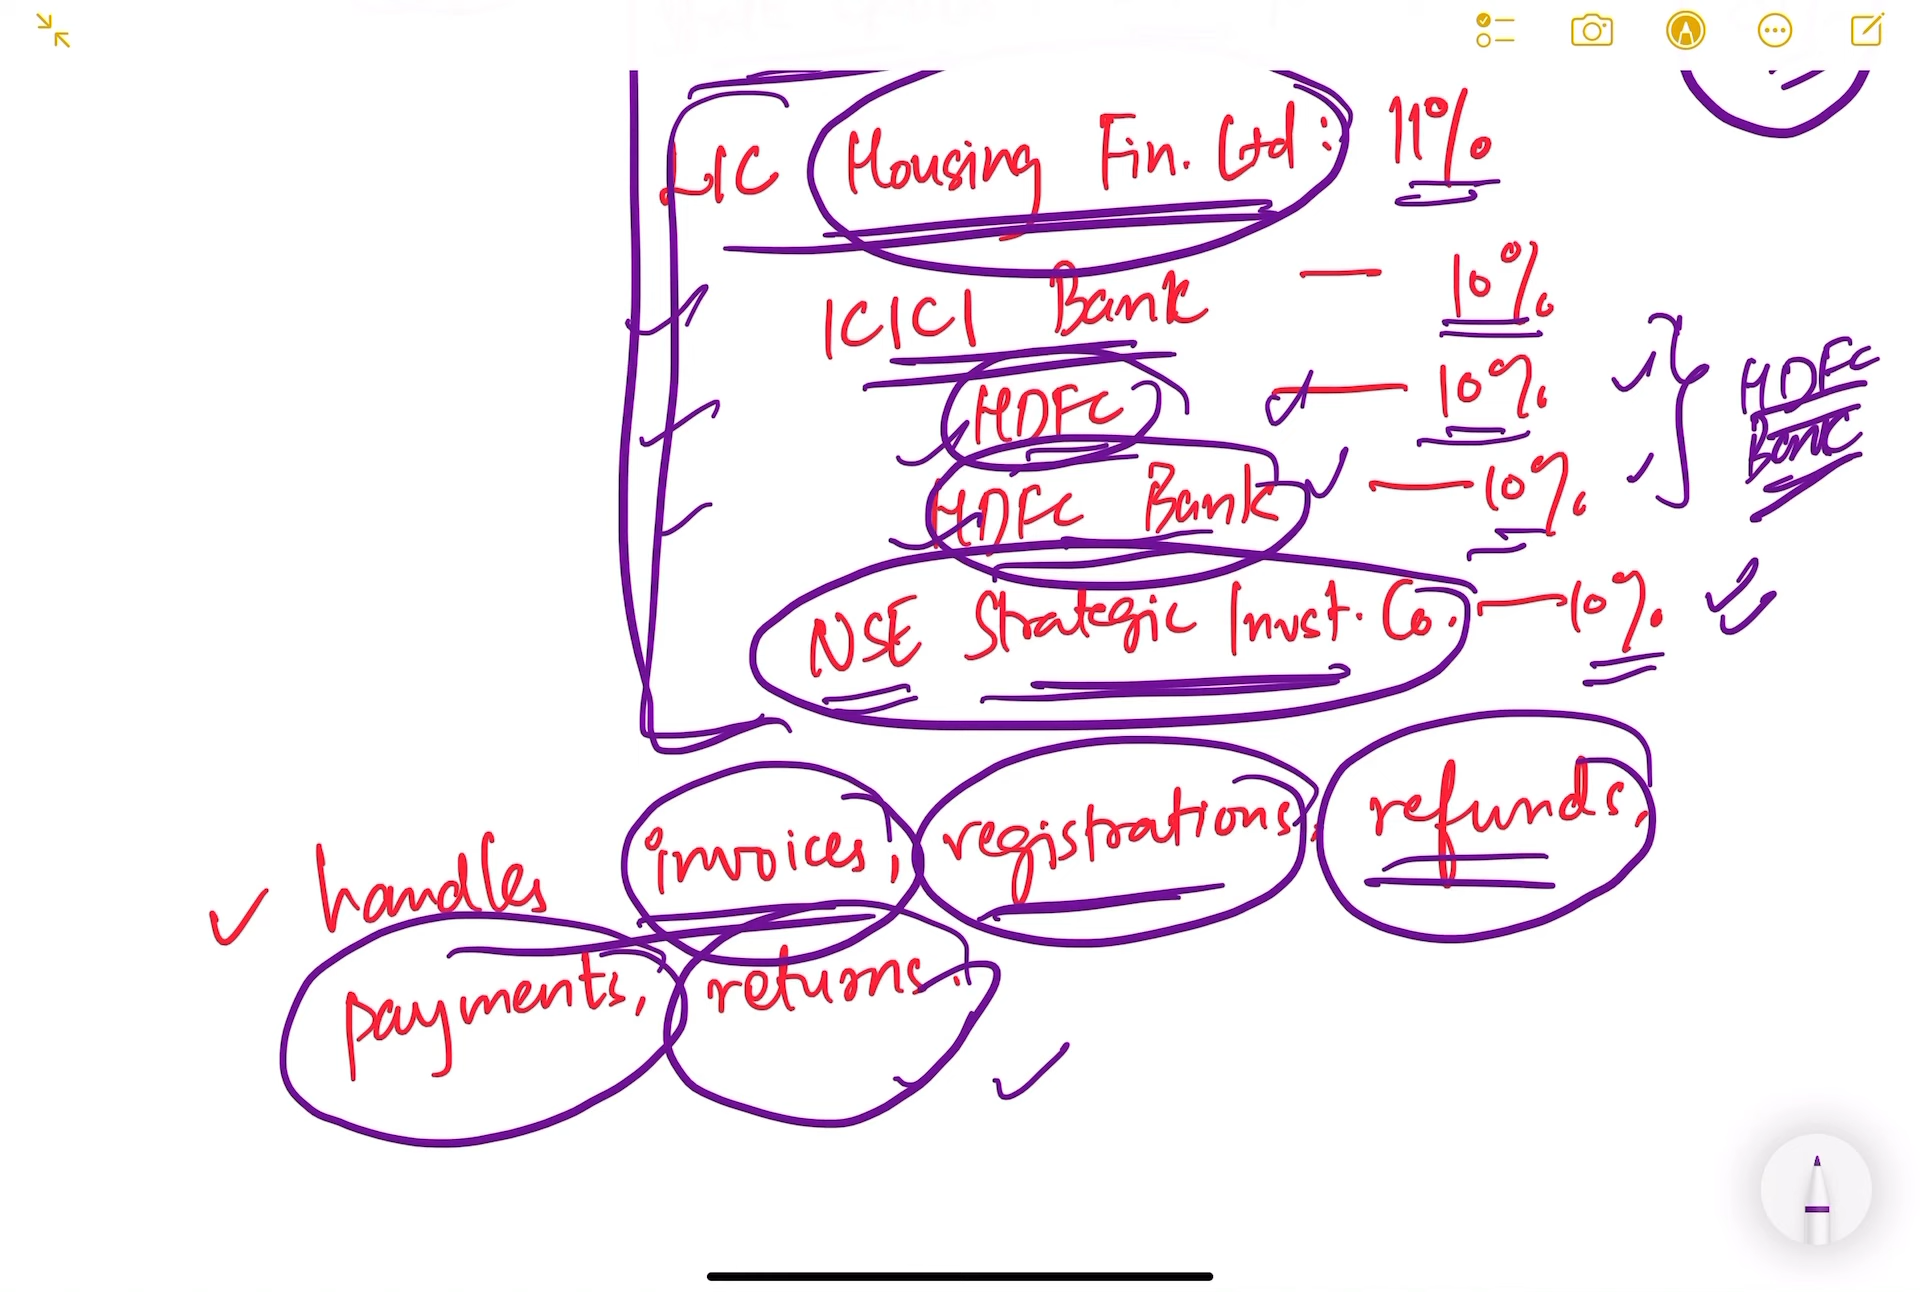 LIC Housing Fin. Ltd: 11%
ICICI Bank — 10%
HDFC — 10%
HDFC Bank — 10%
HDFC
Bank
NSE Strategic Invst. Co. — 10%
handles invoices, registrations, refunds,
payments, returns.